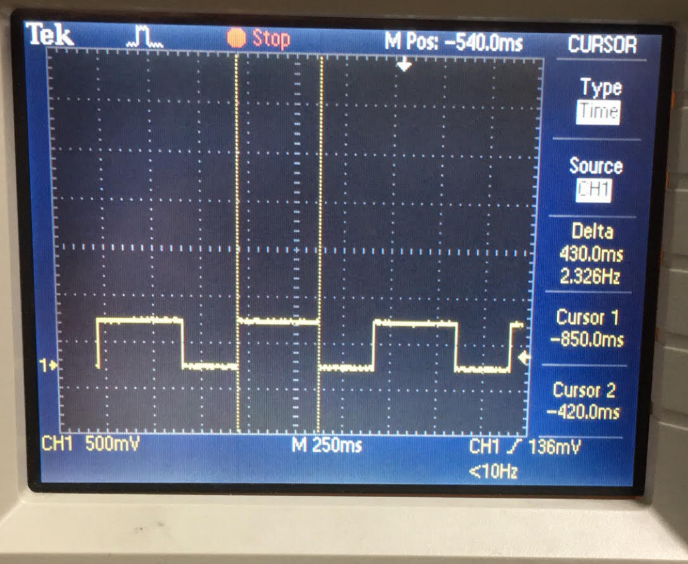 Tek Stop M Pos: -540.0ms CURSOR
Type
Time
Source
CH1
Delta
430.0ms
2.326Hz
Cursor 1
-850.0ms
Cursor 2
-420.0ms
1
CH1 500mV M 250ms CH1 136mV
<10Hz